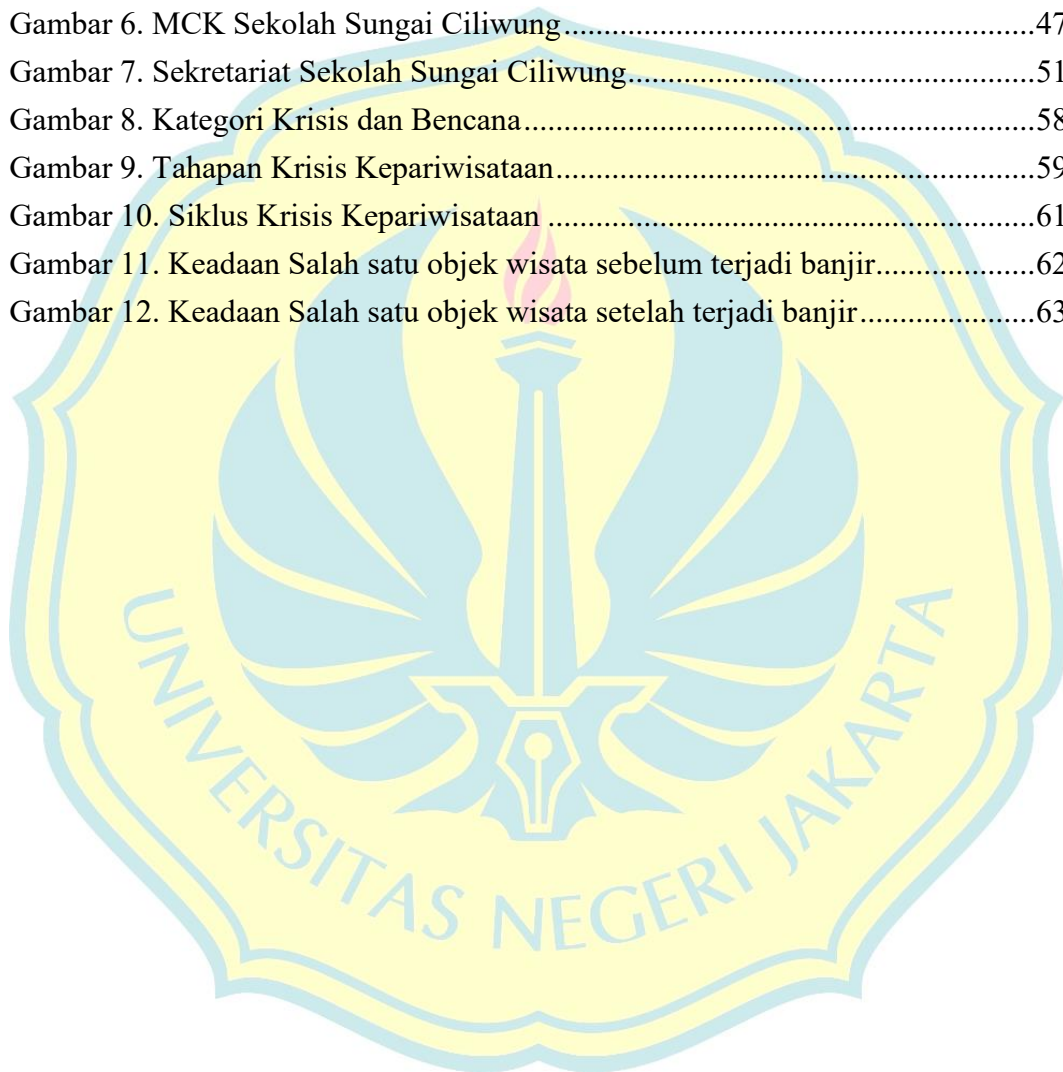 Gambar 6. MCK Sekolah Sungai Ciliwung..........................................................47
Gambar 7. Sekretariat Sekolah Sungai Ciliwung..................................................51
Gambar 8. Kategori Krisis dan Bencana...............................................................58
Gambar 9. Tahapan Krisis Kepariwisataan...........................................................59
Gambar 10. Siklus Krisis Kepariwisataan ............................................................61
Gambar 11. Keadaan Salah satu objek wisata sebelum terjadi banjir....................62
Gambar 12. Keadaan Salah satu objek wisata setelah terjadi banjir......................63
UNIVERSITAS NEGERI JAKARTA